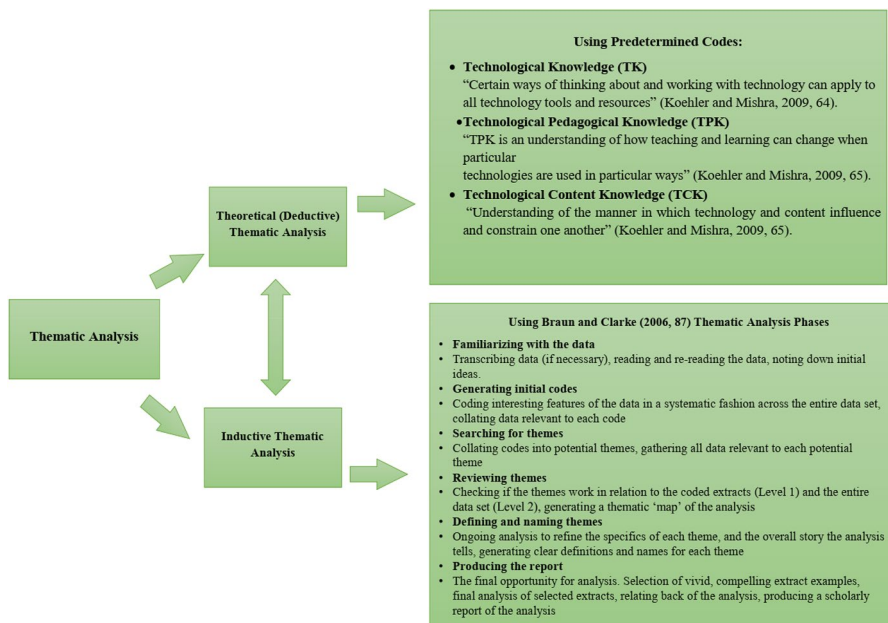 Thematic Analysis
Theoretical (Deductive)
Thematic Analysis
Inductive Thematic
Analysis
Using Predetermined Codes:
• Technological Knowledge (TK)
“Certain ways of thinking about and working with technology can apply to
all technology tools and resources” (Koehler and Mishra, 2009, 64).
•Technological Pedagogical Knowledge (TPK)
“TPK is an understanding of how teaching and learning can change when
particular
technologies are used in particular ways” (Koehler and Mishra, 2009, 65).
• Technological Content Knowledge (TCK)
“Understanding of the manner in which technology and content influence
and constrain one another” (Koehler and Mishra, 2009, 65).
Using Braun and Clarke (2006, 87) Thematic Analysis Phases
• Familiarizing with the data
• Transcribing data (if necessary), reading and re-reading the data, noting down initial
ideas.
• Generating initial codes
• Coding interesting features of the data in a systematic fashion across the entire data set,
collating data relevant to each code
• Searching for themes
• Collating codes into potential themes, gathering all data relevant to each potential
theme
• Reviewing themes
• Checking if the themes work in relation to the coded extracts (Level 1) and the entire
data set (Level 2), generating a thematic ‘map’ of the analysis
• Defining and naming themes
• Ongoing analysis to refine the specifics of each theme, and the overall story the analysis
tells, generating clear definitions and names for each theme
• Producing the report
• The final opportunity for analysis. Selection of vivid, compelling extract examples,
final analysis of selected extracts, relating back of the analysis, producing a scholarly
report of the analysis